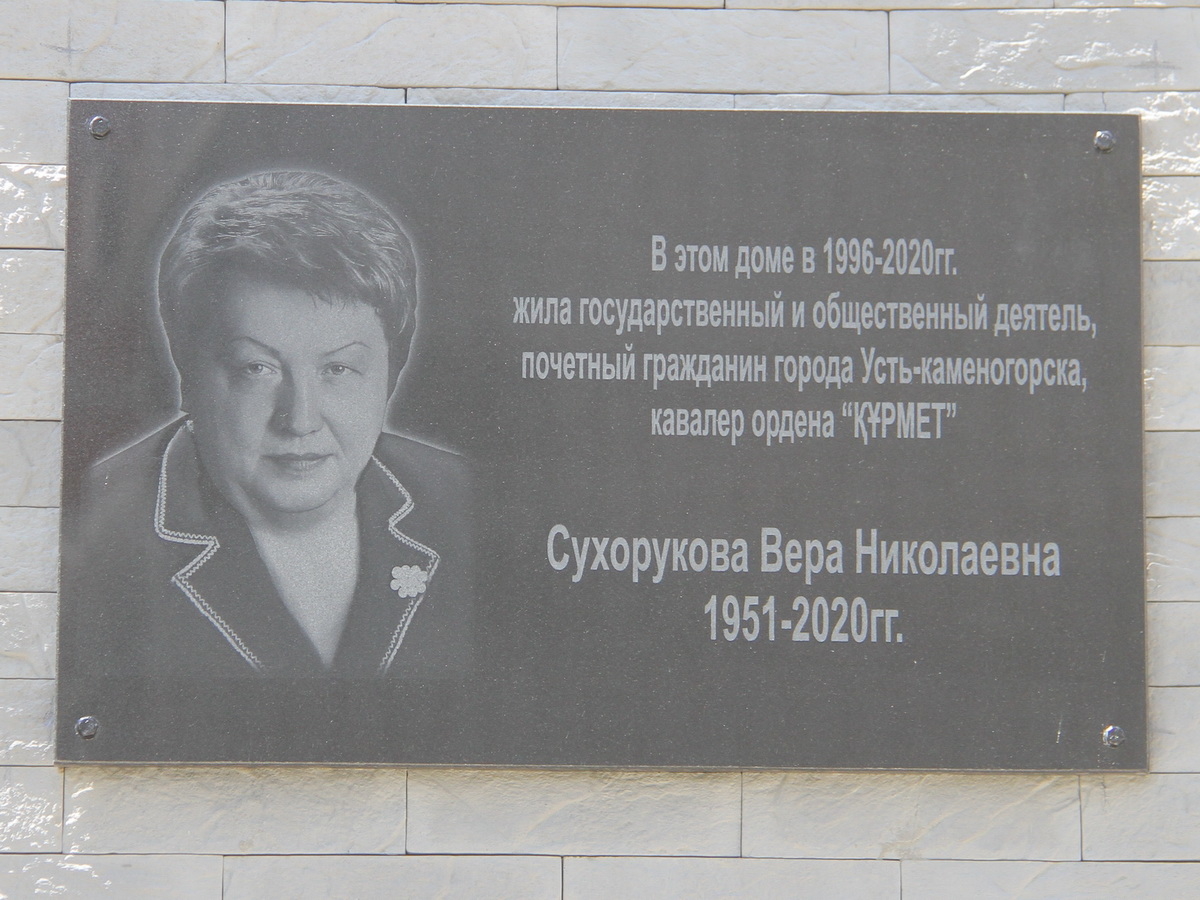 В этом доме в 1996-2020гг.
жила государственный и общественный деятель,
почетный гражданин города Усть-каменогорска,
кавалер ордена “ҚҰРМЕТ”
Сухорукова Вера Николаевна
1951-2020гг.